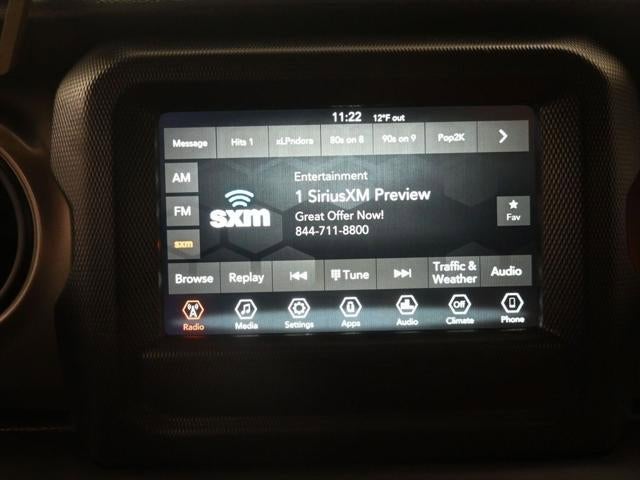 11:22 12°F out
Message Hits 1 xLPndora 80s on 8 90s on 9 Pop2K
AM
Entertainment
1 SiriusXM Preview
sxm
Great Offer Now!
FM
Fav
844-711-8800
sxm
Browse Replay Tune Traffic & Weather Audio
Radio Media Settings Apps Audio Off Climate Phone